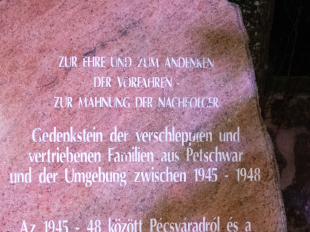 ZUR EHRE UND ZUM ANDENKEN
DER VORFAHREN -
ZUR MAHNUNG DER NACHFOLGER
Gedenkstein der verschleppten und
vertriebenen Familien aus Petschwar
und der Umgebung zwischen 1945 - 1948
Az 1945 - 48 között Pécsváradról és a